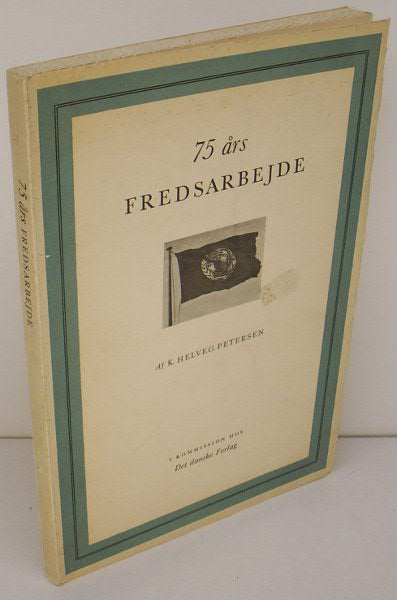 75 års
FREDSARBEJDE
Af K. HELVEG PETERSEN
I KOMMISSION HOS
Det danske Forlag
75 års FREDSARBEJDE